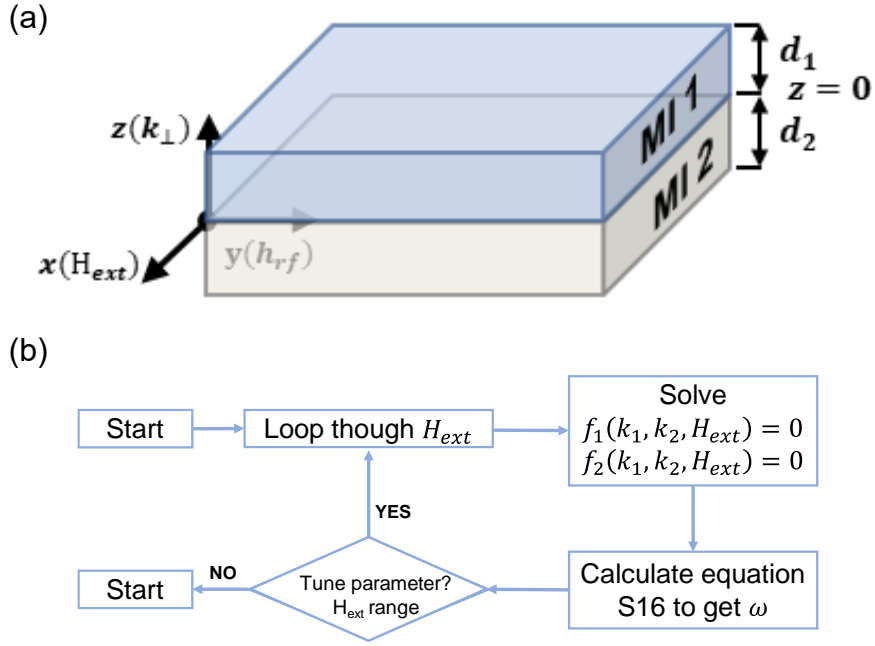 (a)
d₁
z = 0
d₂
MI 1
MI 2
z(k⊥)
x(Hₑₓₜ)
y(h_rf)
(b)
Start
Loop though Hₑₓₜ
Solve
f₁(k₁, k₂, Hₑₓₜ) = 0
f₂(k₁, k₂, Hₑₓₜ) = 0
YES
NO
Start
Tune parameter?
Hₑₓₜ range
Calculate equation
S16 to get ω